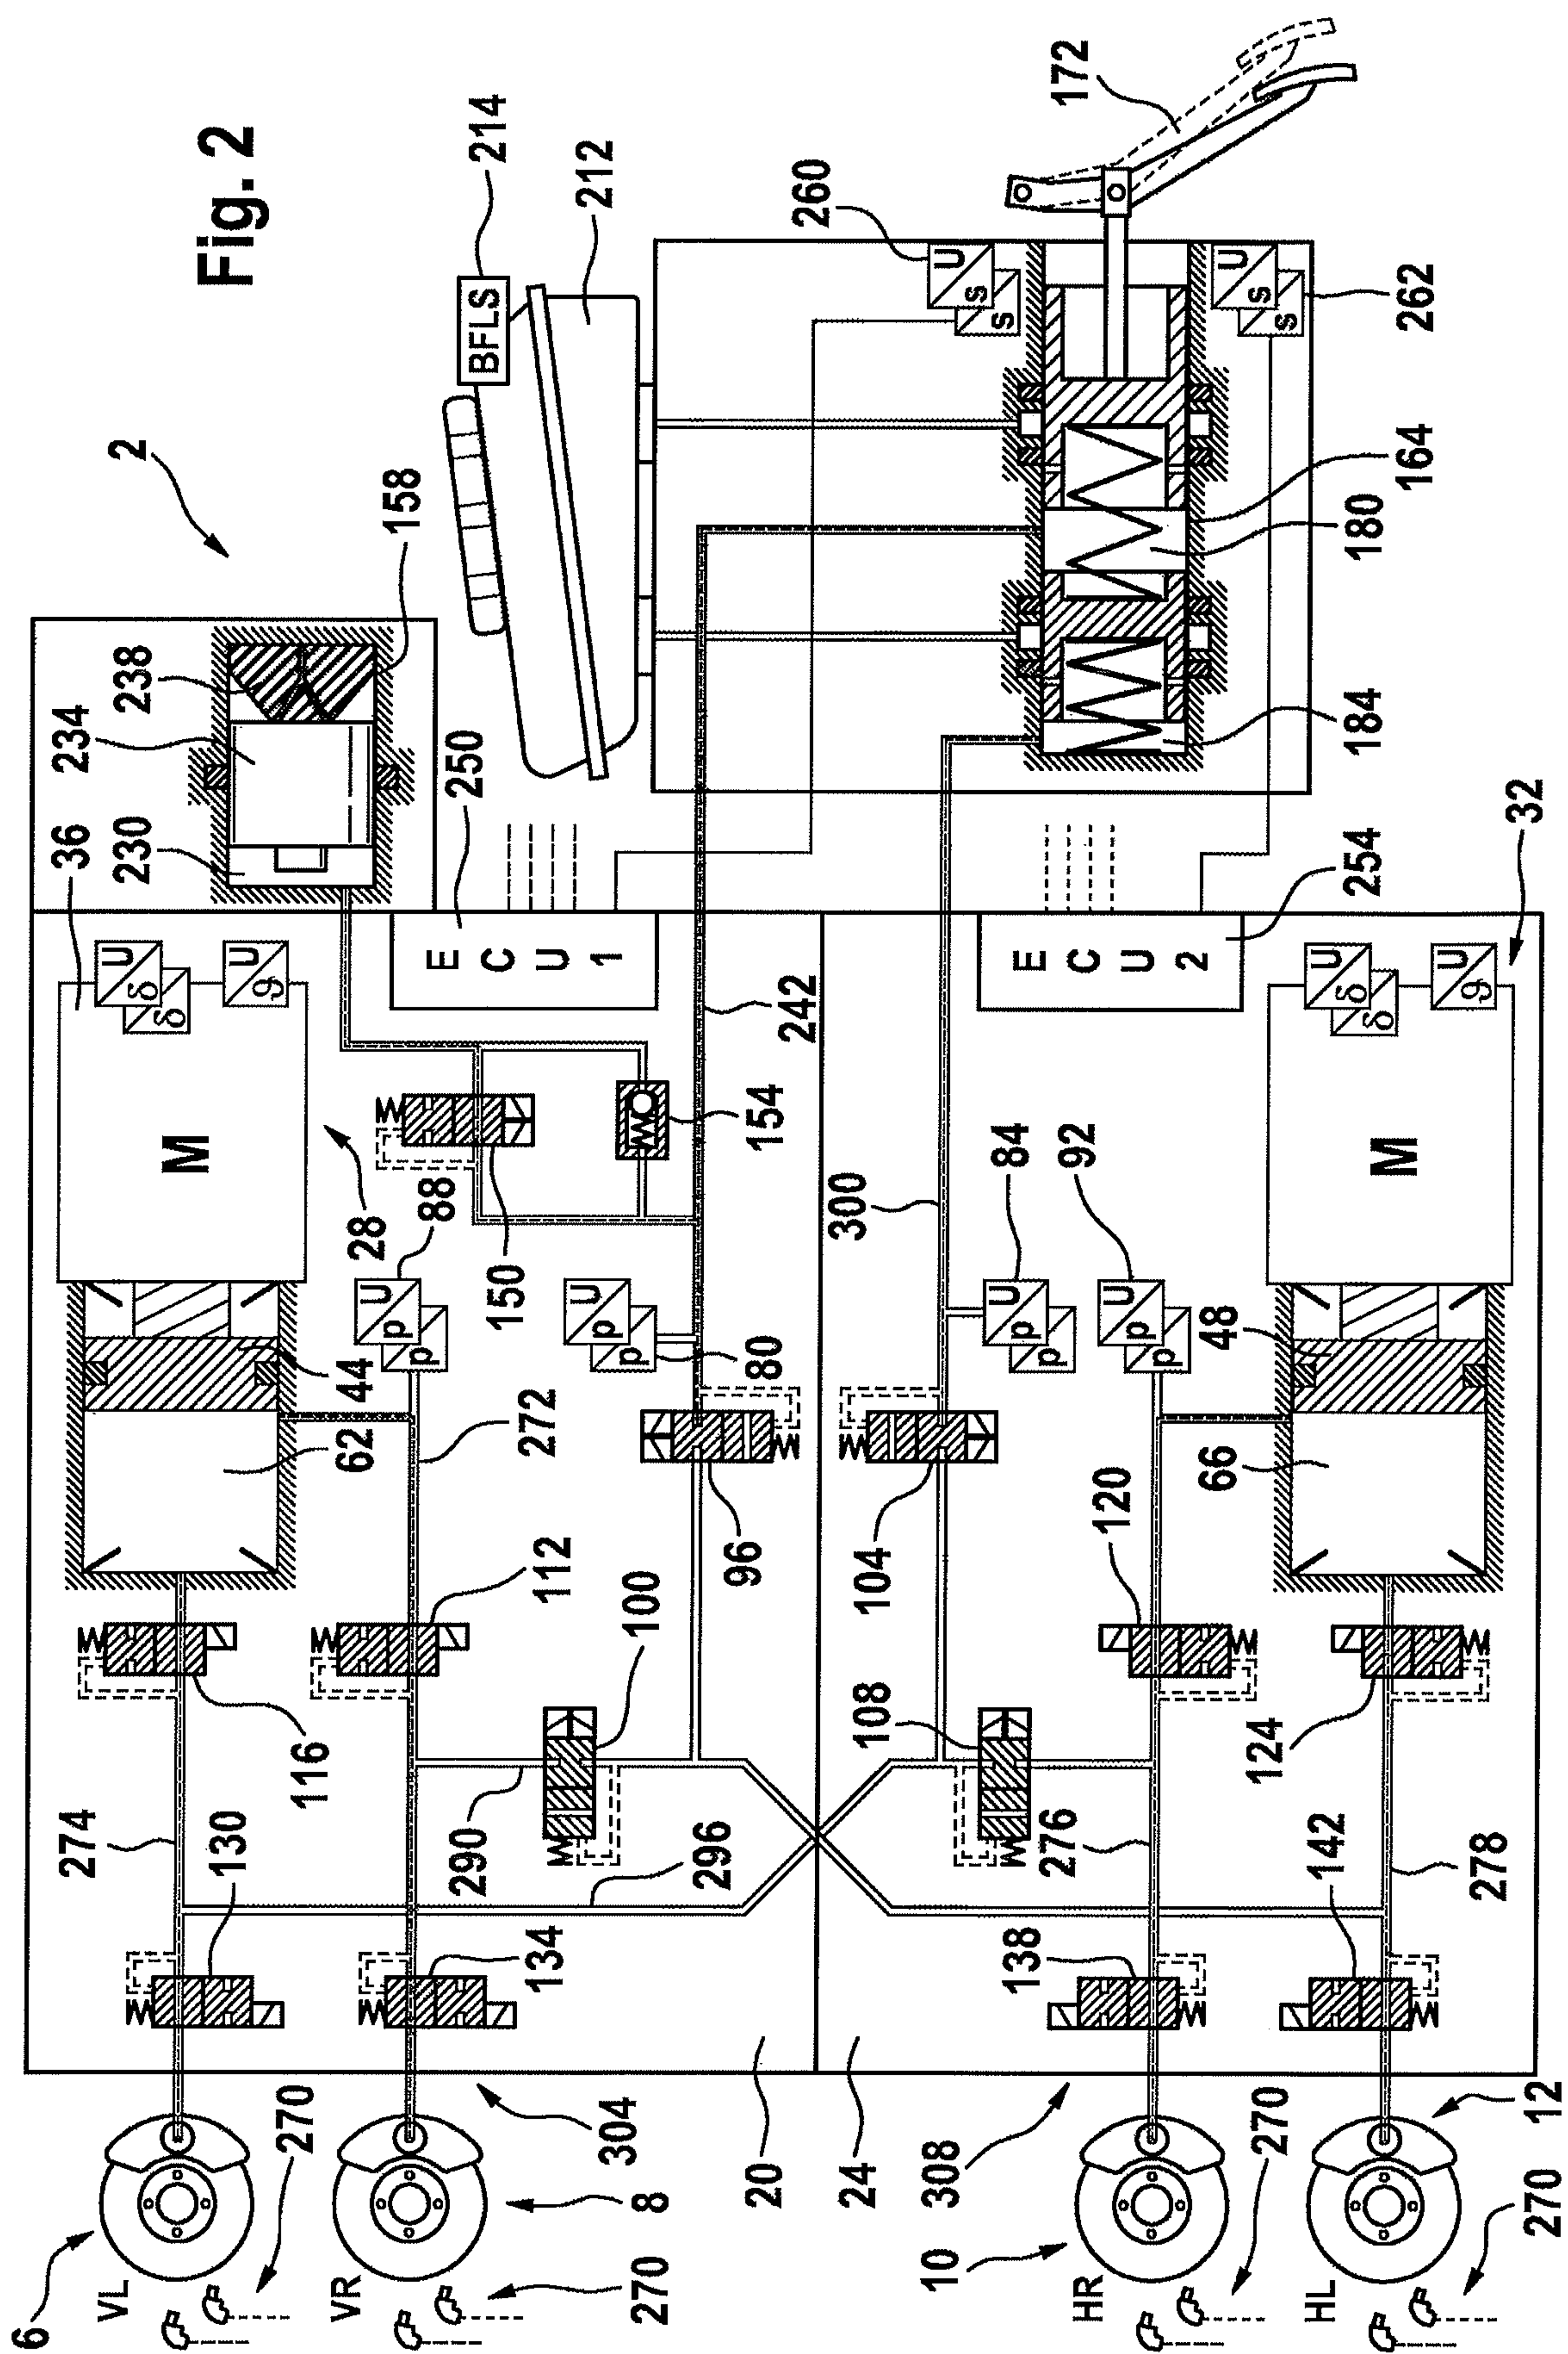 Fig. 2
2
214
BFLS
212
172
260
U
s
s
U
s
s
262
164
180
184
158
238
234
230
36
250
E C U 1
254
E C U 2
32
U
δ
δ
U
ϑ
M
28
U
δ
δ
U
ϑ
M
242
154
150
88
U
p
p
U
p
p
80
300
84
U
p
p
92
U
p
p
44
62
272
48
66
96
104
112
100
116
120
124
108
274
130
290
296
134
276
278
142
138
304
20
24
308
6
VL
270
8
VR
270
10
HR
270
12
HL
270